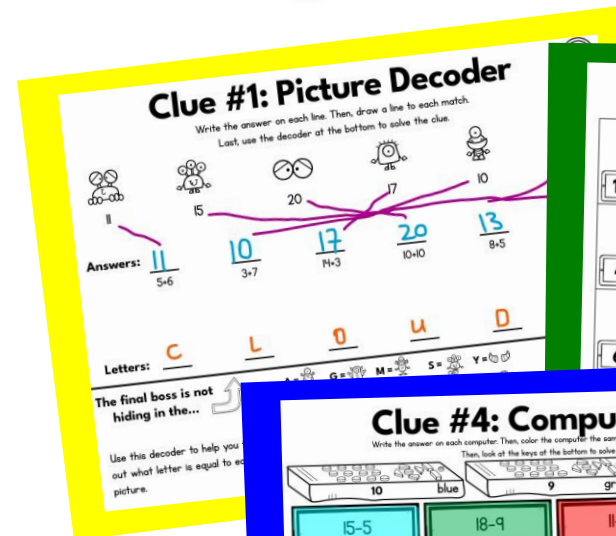 Clue #1: Picture Decoder
Write the answer on each line. Then, draw a line to each match.
Last, use the decoder at the bottom to solve the clue.
11 15 20 17 10
Answers: 11 10 17 20 13
5+6 3+7 14+3 10+10 8+5
Letters: C L O U D
The final boss is not
hiding in the...
G= M= S= Y=
Use this decoder to help you
out what letter is equal to
picture.
Clue #4:
Write the answer on each computer. Then, color the computer the
Then, look at the keys at the bottom to solve
10 blue 9
15-5 18-9